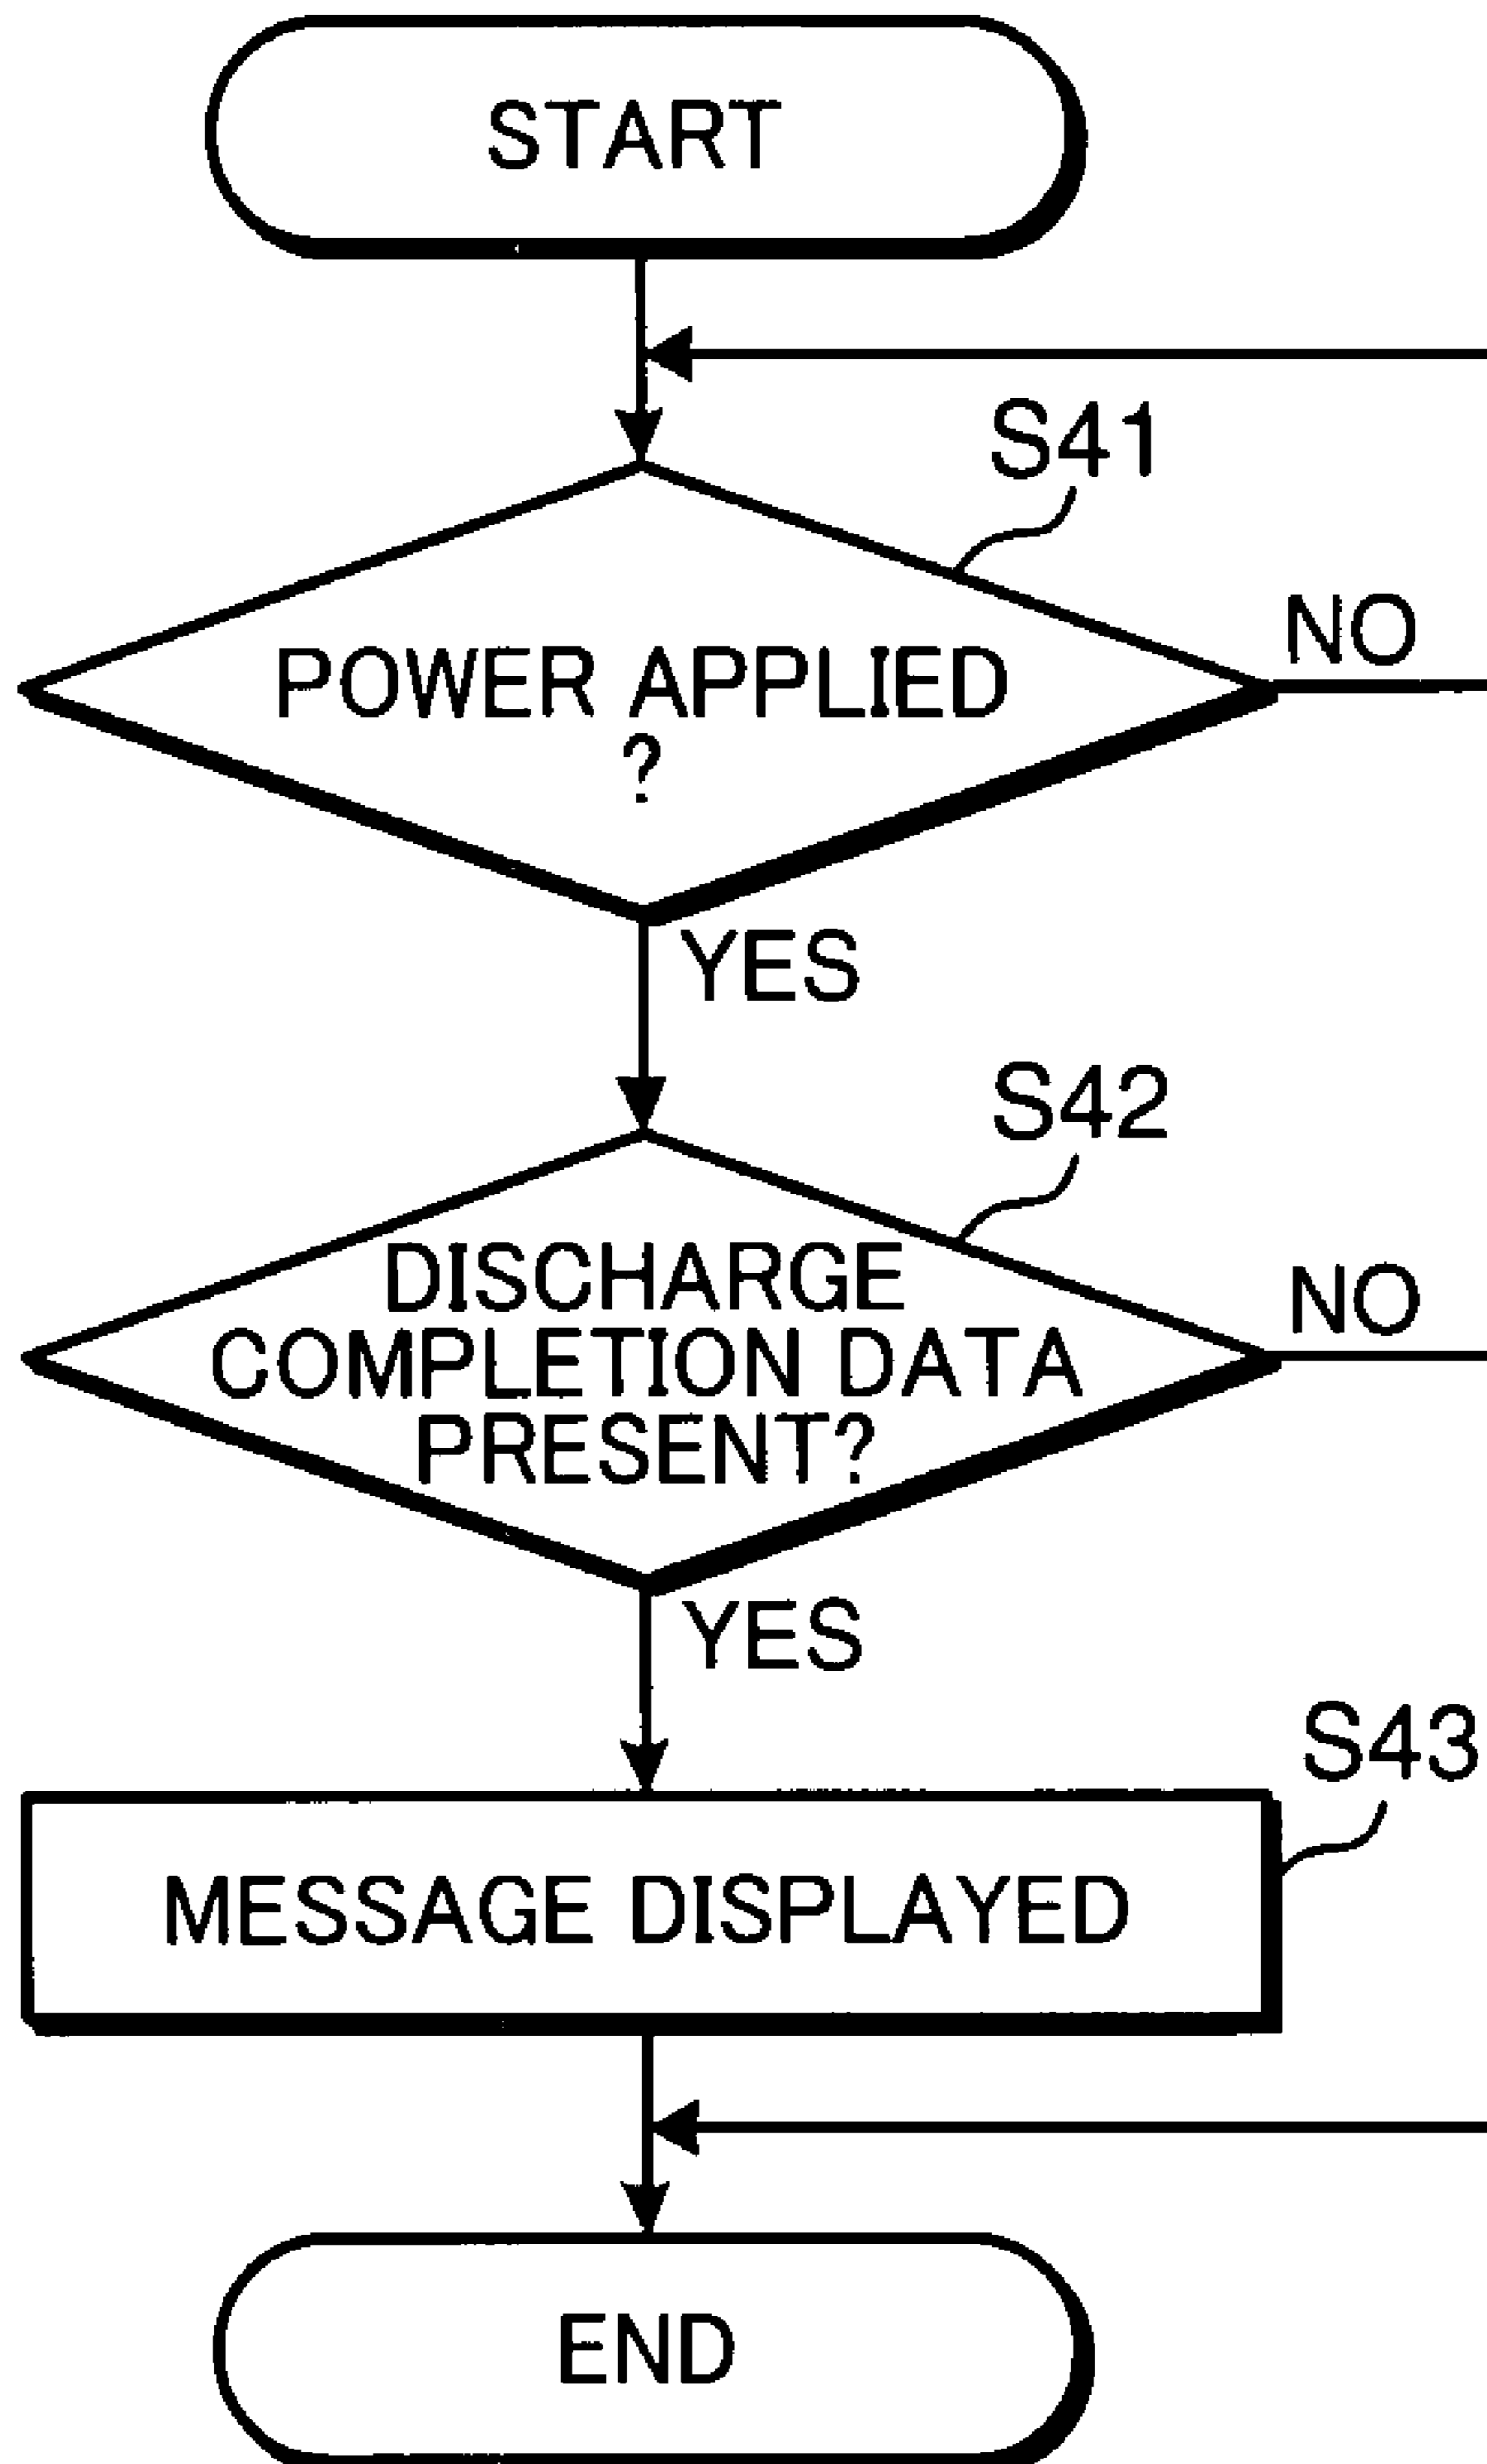 START
S41
POWER APPLIED
?
NO
YES
S42
DISCHARGE
COMPLETION DATA
PRESENT?
NO
YES
S43
MESSAGE DISPLAYED
END